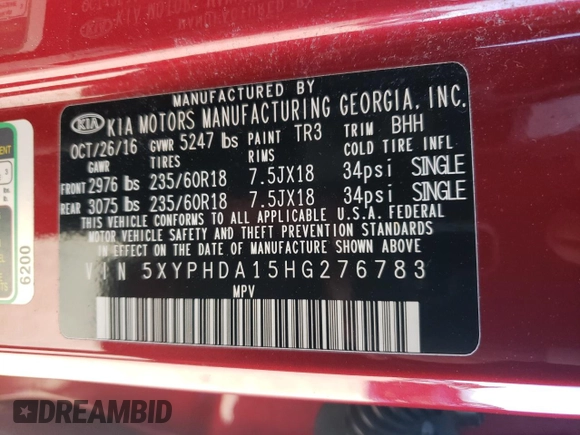 MANUFACTURED BY
KIA KIA MOTORS MANUFACTURING GEORGIA, INC.
OCT/26/16 GVWR 5247 lbs PAINT TR3 TRIM BHH
GAWR TIRES RIMS COLD TIRE INFL
FRONT 2976 lbs 235/60R18 7.5JX18 34psi SINGLE
REAR 3075 lbs 235/60R18 7.5JX18 34psi SINGLE
THIS VEHICLE CONFORMS TO ALL APPLICABLE U.S.A. FEDERAL
MOTOR VEHICLE SAFETY AND THEFT PREVENTION STANDARDS
IN EFFECT ON THE DATE OF MANUFACTURE SHOWN ABOVE.
VIN 5XYPHDA15HG276783
MPV
6200
DREAMBID